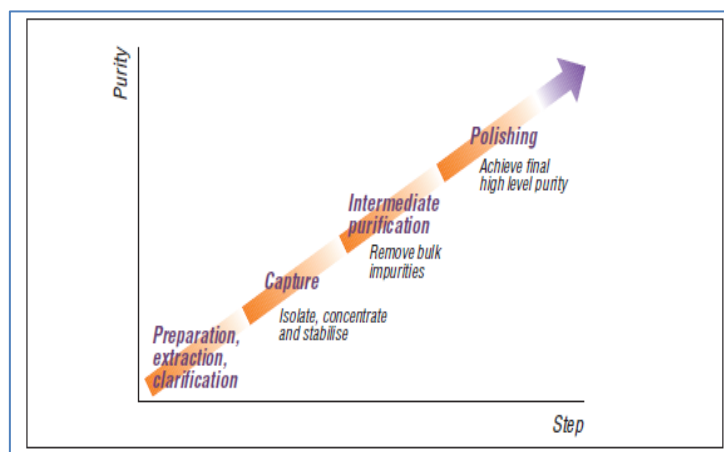 Purity
Polishing
Achieve final
high level purity
Intermediate
purification
Remove bulk
impurities
Capture
Isolate, concentrate
and stabilise
Preparation,
extraction,
clarification
Step